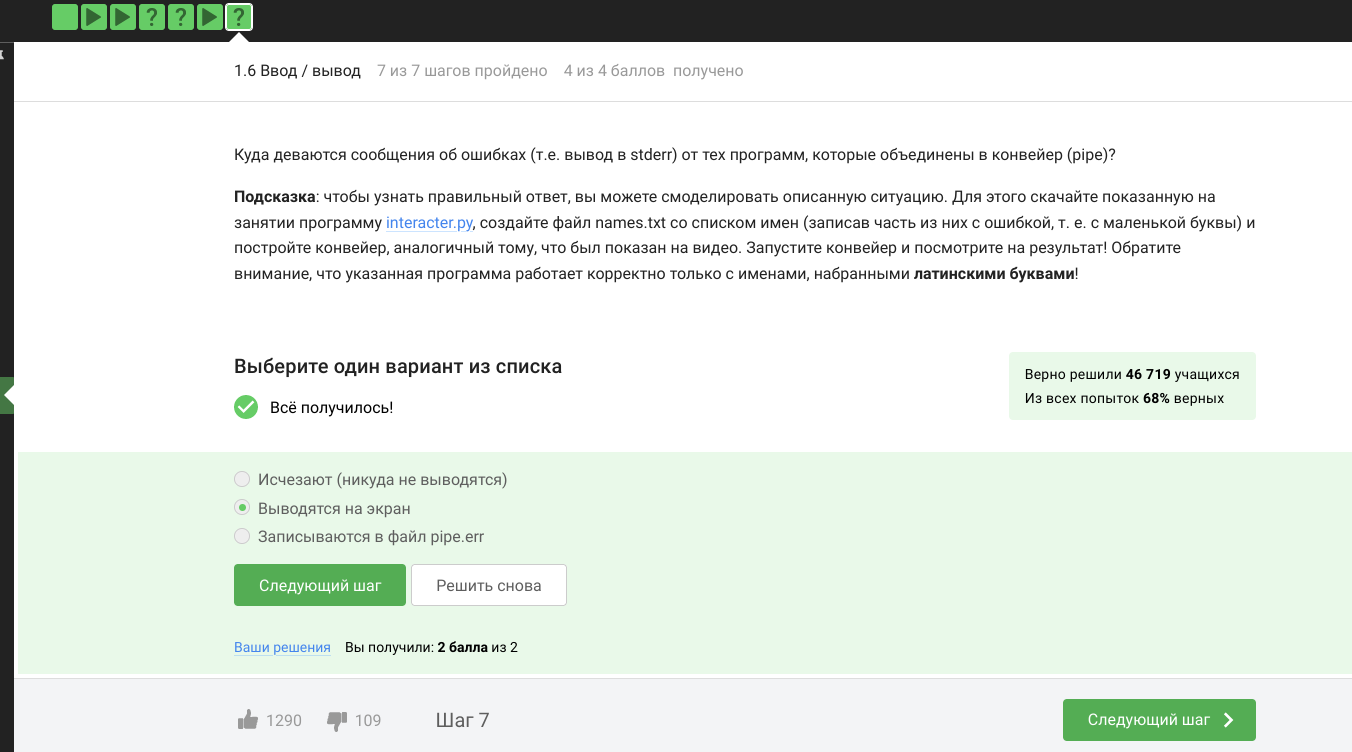 ? ? ?
1.6 Ввод / вывод 7 из 7 шагов пройдено 4 из 4 баллов получено
Куда деваются сообщения об ошибках (т.е. вывод в stderr) от тех программ, которые объединены в конвейер (pipe)?
Подсказка: чтобы узнать правильный ответ, вы можете смоделировать описанную ситуацию. Для этого скачайте показанную на
занятии программу interacter.py, создайте файл names.txt со списком имен (записав часть из них с ошибкой, т. е. с маленькой буквы) и
постройте конвейер, аналогичный тому, что был показан на видео. Запустите конвейер и посмотрите на результат! Обратите
внимание, что указанная программа работает корректно только с именами, набранными латинскими буквами!
Выберите один вариант из списка
Всё получилось!
Верно решили 46 719 учащихся
Из всех попыток 68% верных
Исчезают (никуда не выводятся)
Выводятся на экран
Записываются в файл pipe.err
Следующий шаг Решить снова
Ваши решения Вы получили: 2 балла из 2
1290 109 Шаг 7 Следующий шаг